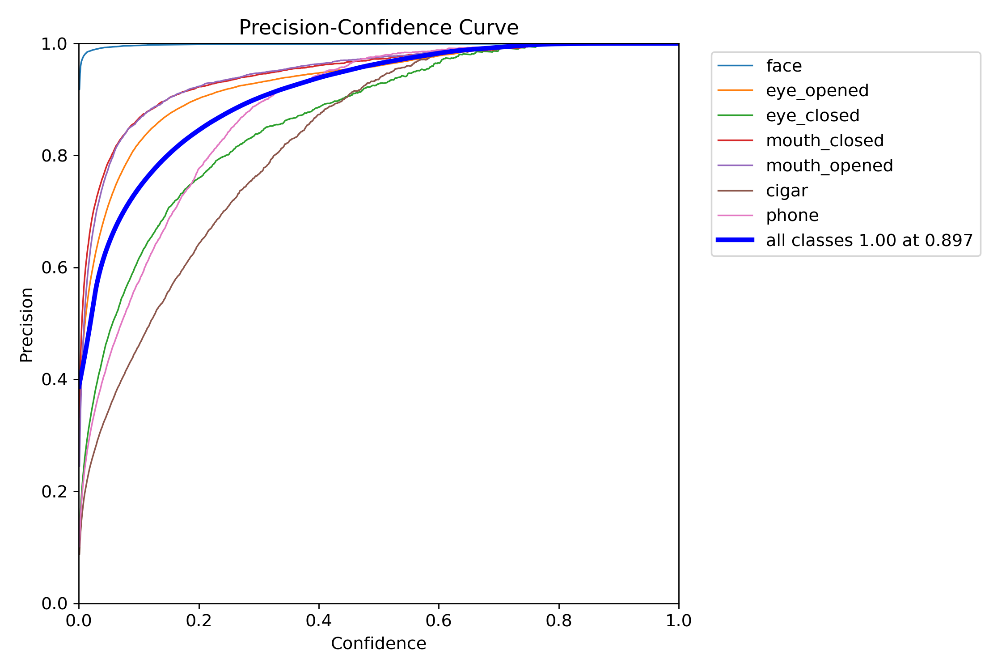 Precision-Confidence Curve
1.0
0.8
0.6
0.4
0.2
0.0
Precision
0.0 0.2 0.4 0.6 0.8 1.0
Confidence
face
eye_opened
eye_closed
mouth_closed
mouth_opened
cigar
phone
all classes 1.00 at 0.897